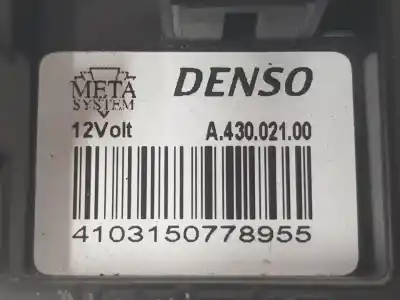 META
SYSTEM
DENSO
12Volt A.430.021.00
4103150778955